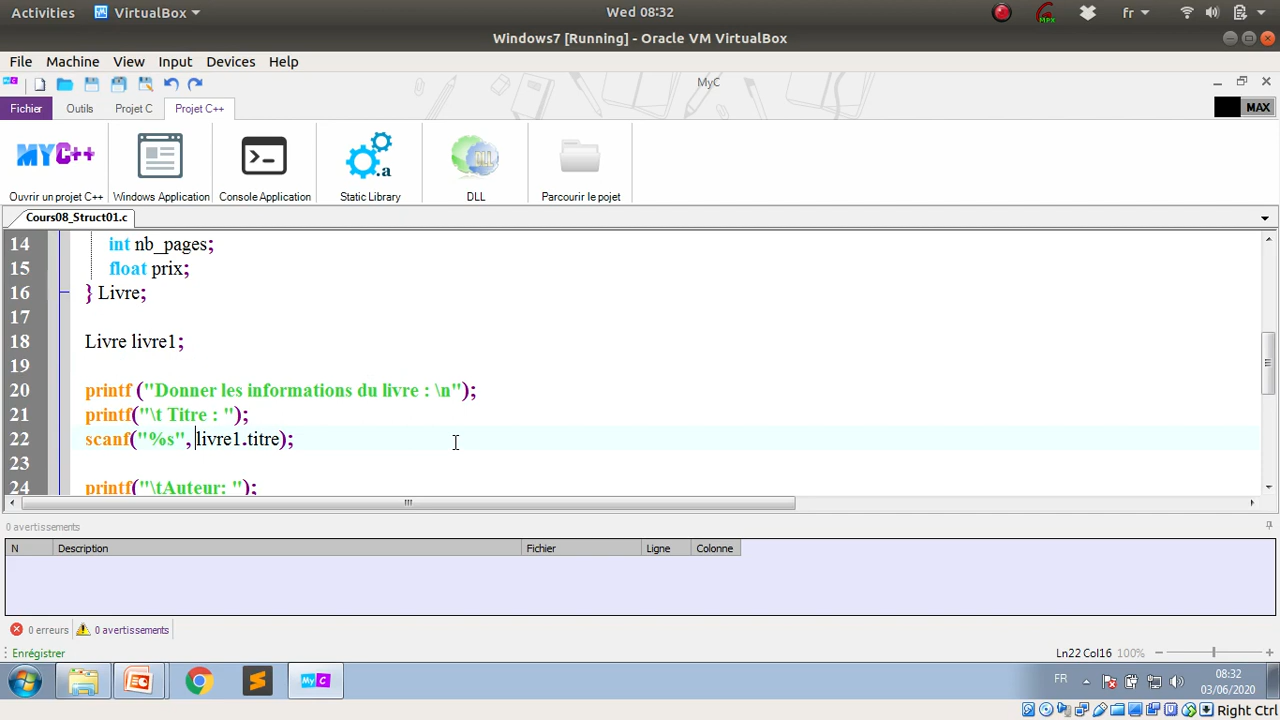 Activities VirtualBox Wed 08:32 fr
Windows7 [Running] - Oracle VM VirtualBox
File Machine View Input Devices Help
MyC
Fichier Outils Projet C Projet C++ MAX
MYC++
Ouvrir un projet C++ Windows Application Console Application Static Library DLL Parcourir le pojet
Cours08_Struct01.c
14 int nb_pages;
15 float prix;
16 } Livre;
17
18 Livre livre1;
19
20 printf ("Donner les informations du livre : \n");
21 printf("\t Titre : ");
22 scanf("%s", livre1.titre);
23
24 printf("\tAuteur: ");
0 avertissements
N Description Fichier Ligne Colonne
0 erreurs 0 avertissements
Enrégistrer Ln22 Col16 100%
MyC FR 08:32
03/06/2020
Right Ctrl